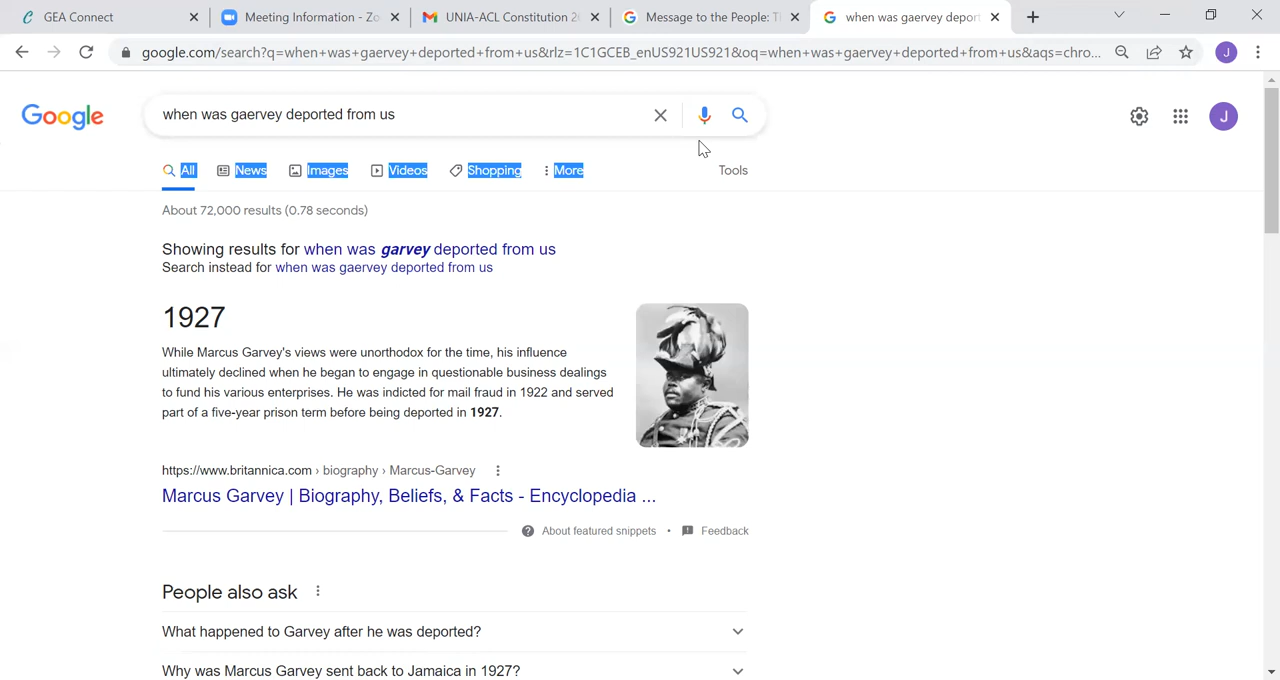 GEA Connect
Meeting Information - Zo
UNIA-ACL Constitution 2
Message to the People: T
when was gaervey depor
google.com/search?q=when+was+gaervey+deported+from+us&rlz=1C1GCEB_enUS921US921&oq=when+was+gaervey+deported+from+us&aqs=chro...
J
Google
when was gaervey deported from us
J
All News Images Videos Shopping More Tools
About 72,000 results (0.78 seconds)
Showing results for when was garvey deported from us
Search instead for when was gaervey deported from us
1927
While Marcus Garvey's views were unorthodox for the time, his influence
ultimately declined when he began to engage in questionable business dealings
to fund his various enterprises. He was indicted for mail fraud in 1922 and served
part of a five-year prison term before being deported in 1927.
https://www.britannica.com › biography › Marcus-Garvey
Marcus Garvey | Biography, Beliefs, & Facts - Encyclopedia ...
About featured snippets • Feedback
People also ask
What happened to Garvey after he was deported?
Why was Marcus Garvey sent back to Jamaica in 1927?